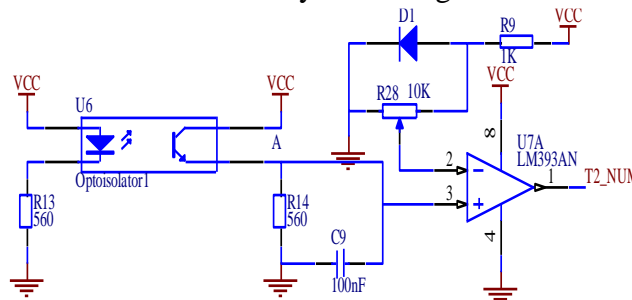 D1
R9
VCC
1K
VCC
U6
VCC
R28
10K
VCC
A
8
U7A
LM393AN
2
1
T2_NUM
3
Optoisolator1
R13
560
R14
560
C9
100nF
4